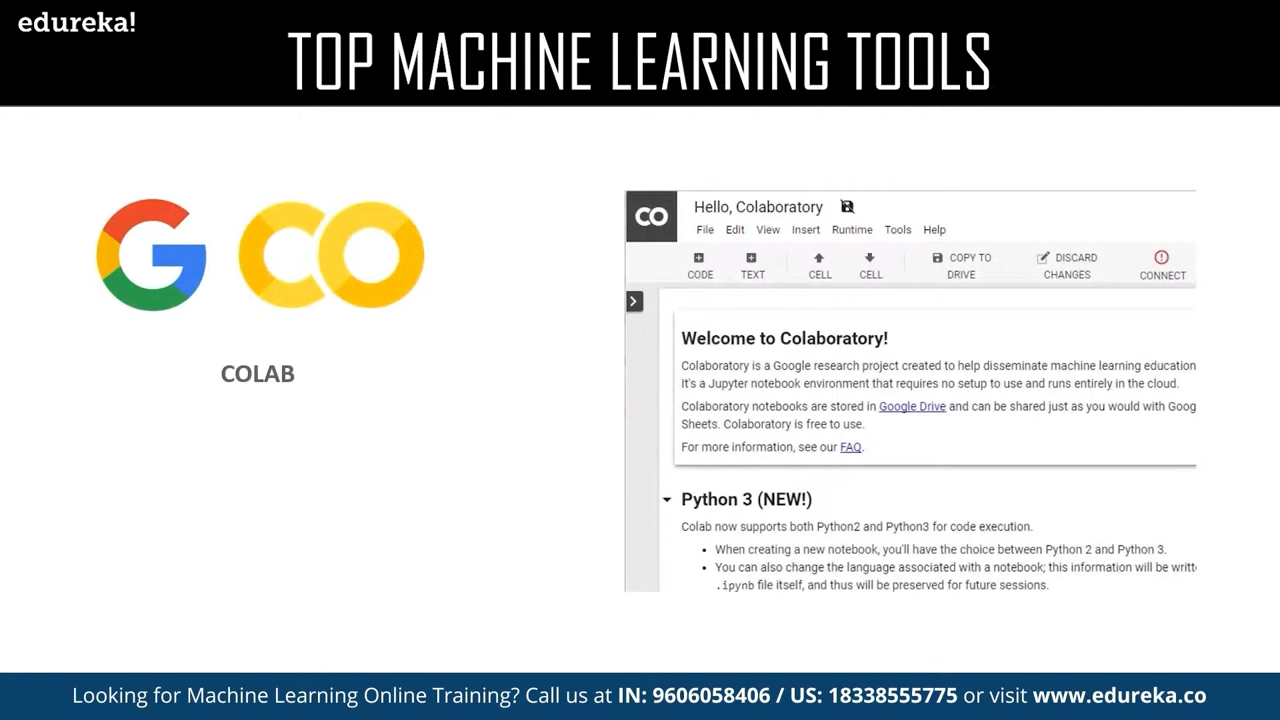 edureka!
TOP MACHINE LEARNING TOOLS
G CO
COLAB
CO
Hello, Colaboratory
File Edit View Insert Runtime Tools Help
CODE TEXT CELL CELL COPY TO DRIVE DISCARD CHANGES CONNECT
Welcome to Colaboratory!
Colaboratory is a Google research project created to help disseminate machine learning education
It's a Jupyter notebook environment that requires no setup to use and runs entirely in the cloud.
Colaboratory notebooks are stored in Google Drive and can be shared just as you would with Goog
Sheets. Colaboratory is free to use.
For more information, see our FAQ.
Python 3 (NEW!)
Colab now supports both Python2 and Python3 for code execution.
• When creating a new notebook, you'll have the choice between Python 2 and Python 3.
• You can also change the language associated with a notebook; this information will be writte
.ipynb file itself, and thus will be preserved for future sessions.
Looking for Machine Learning Online Training? Call us at IN: 9606058406 / US: 18338555775 or visit www.edureka.co